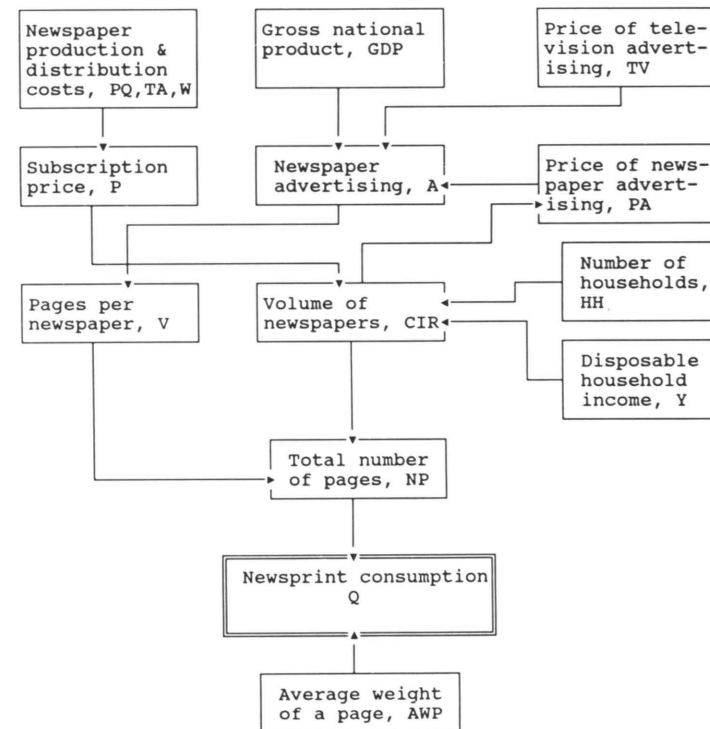 Newspaper
production &
distribution
costs, PQ,TA,W
Gross national
product, GDP
Price of tele-
vision advert-
ising, TV
Subscription
price, P
Newspaper
advertising, A
Price of news-
paper advert-
ising, PA
Pages per
newspaper, V
Volume of
newspapers, CIR
Number of
households,
HH
Disposable
household
income, Y
Total number
of pages, NP
Newsprint consumption
Q
Average weight
of a page, AWP